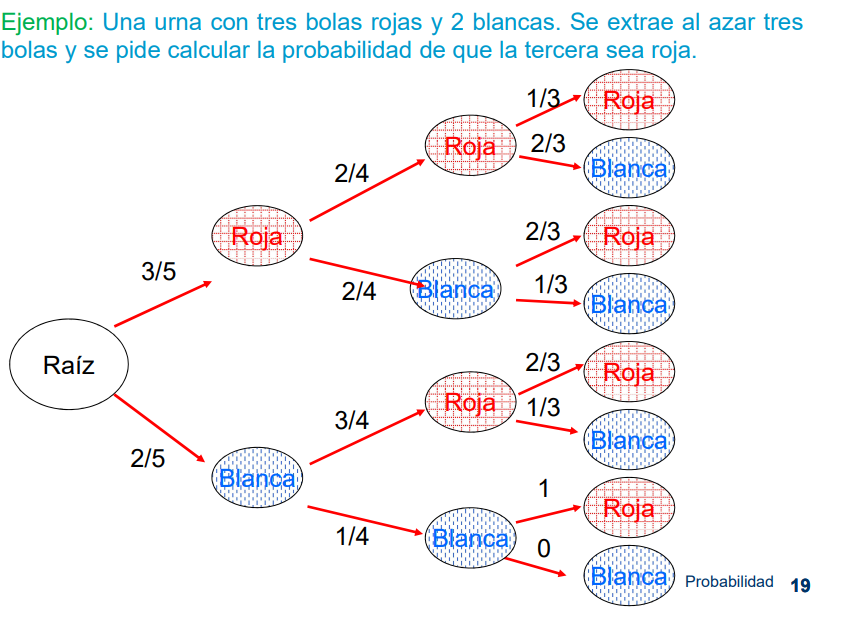 Ejemplo: Una urna con tres bolas rojas y 2 blancas. Se extrae al azar tres
bolas y se pide calcular la probabilidad de que la tercera sea roja.
1/3
Roja
Roja
2/3
2/4
Blanca
Roja
2/3
Roja
3/5
2/4
Blanca
1/3
Blanca
Raíz
2/3
Roja
3/4
Roja
1/3
Blanca
2/5
Blanca
1
Roja
1/4
Blanca
0
Blanca
Probabilidad 19